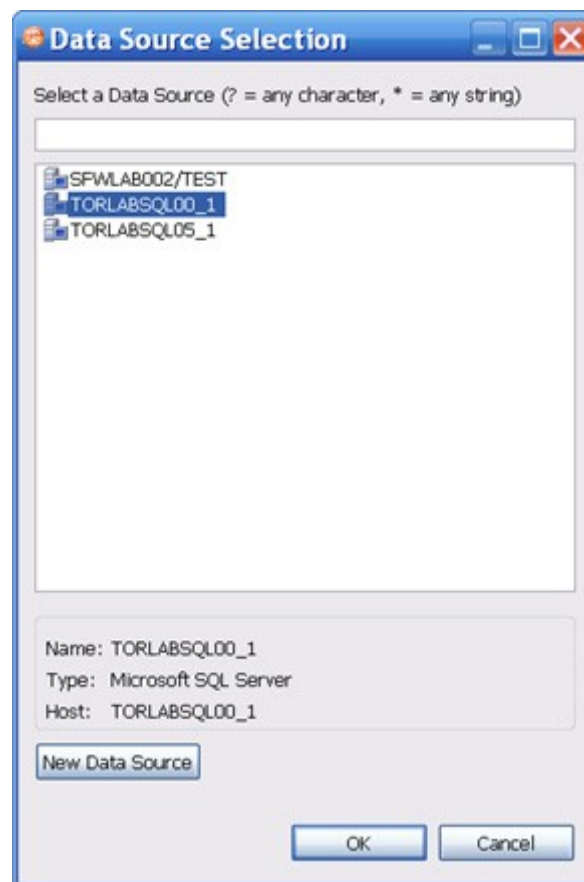 Data Source Selection
Select a Data Source (? = any character, * = any string)
SFWLAB002/TEST
TORLABSQL00_1
TORLABSQL05_1
Name: TORLABSQL00_1
Type: Microsoft SQL Server
Host: TORLABSQL00_1
New Data Source
OK Cancel